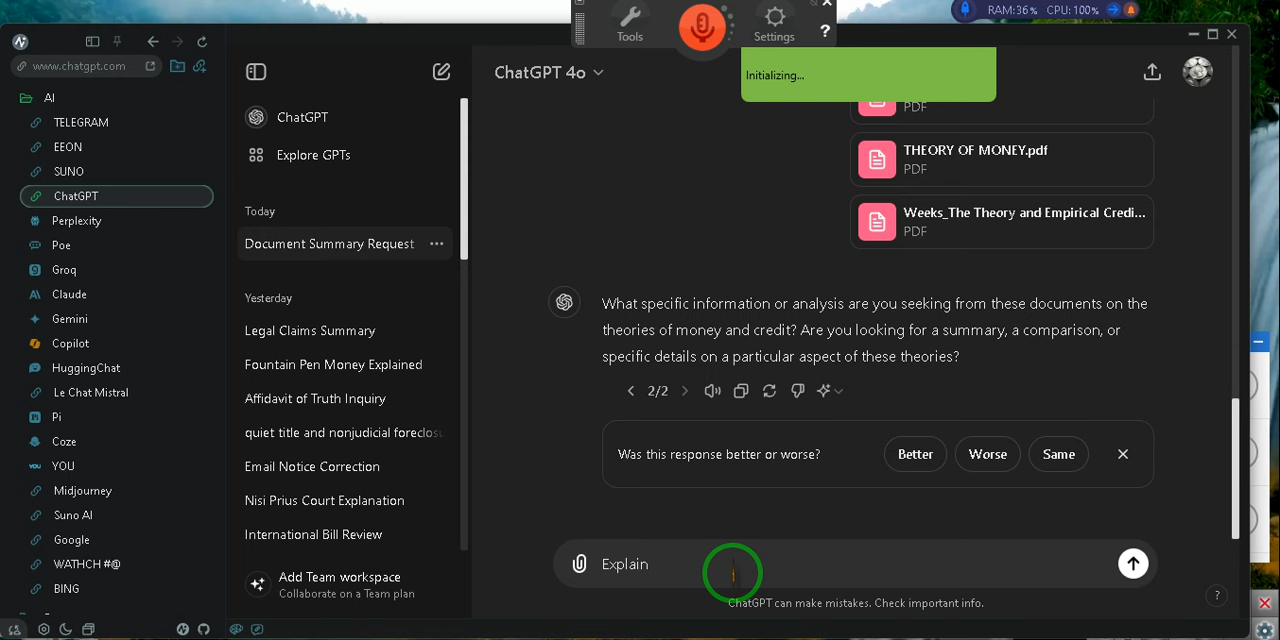 RAM:36% CPU:100%
Tools
Settings
?
Initializing...
www.chatgpt.com
AI
TELEGRAM
EEON
SUNO
ChatGPT
Perplexity
Poe
Groq
Claude
Gemini
Copilot
HuggingChat
Le Chat Mistral
Pi
Coze
YOU
YOU
Midjourney
Suno AI
Google
WATHCH #@
BING
ChatGPT
Explore GPTs
Today
Document Summary Request
Yesterday
Legal Claims Summary
Fountain Pen Money Explained
Affidavit of Truth Inquiry
quiet title and nonjudicial foreclosu
Email Notice Correction
Nisi Prius Court Explanation
International Bill Review
Add Team workspace
Collaborate on a Team plan
ChatGPT 4o
PDF
THEORY OF MONEY.pdf
PDF
Weeks_The Theory and Empirical Credi...
PDF
What specific information or analysis are you seeking from these documents on the
theories of money and credit? Are you looking for a summary, a comparison, or
specific details on a particular aspect of these theories?
2/2
Was this response better or worse?
Better
Worse
Same
Explain
ChatGPT can make mistakes. Check important info.
?